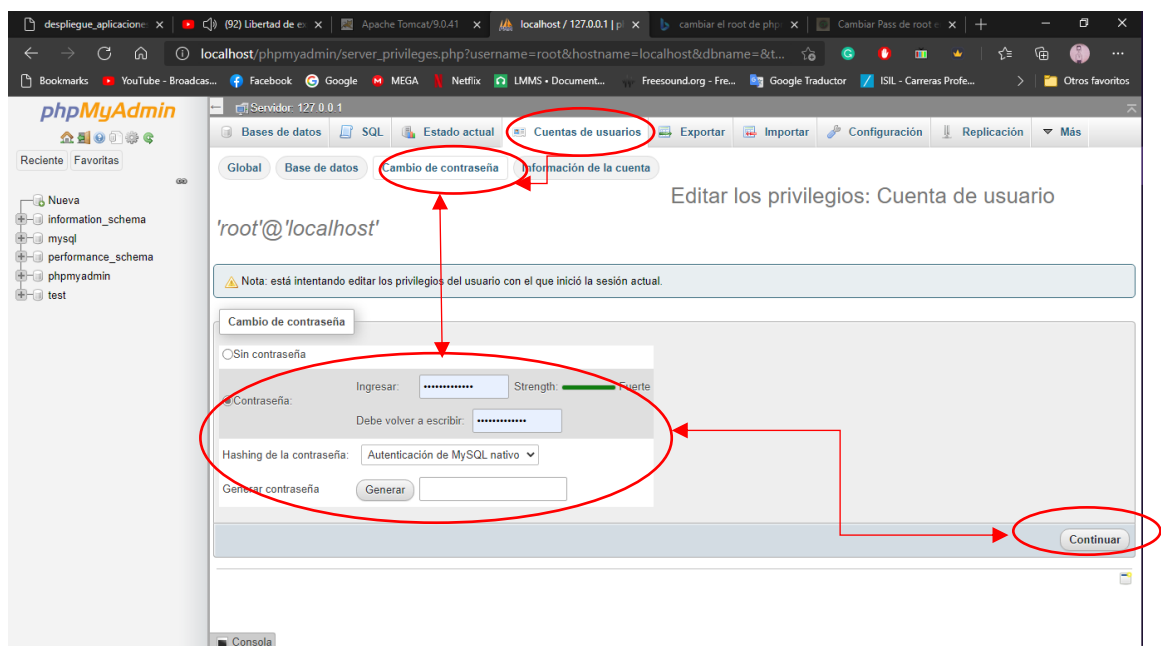 despliegue_aplicacione
(92) Libertad de e
Apache Tomcat/9.0.41
localhost / 127.0.0.1 | pl
cambiar el root de php
Cambiar Pass de root e
localhost/phpmyadmin/server_privileges.php?username=root&hostname=localhost&dbname=&t...
Bookmarks
YouTube - Broadcas...
Facebook
Google
MEGA
Netflix
LMMS • Document...
Freesound.org - Fre...
Google Traductor
ISIL - Carreras Profe...
Otros favoritos
phpMyAdmin
Reciente
Favoritas
Nueva
information_schema
mysql
performance_schema
phpmyadmin
test
Servidor: 127.0.0.1
Bases de datos
SQL
Estado actual
Cuentas de usuarios
Exportar
Importar
Configuración
Replicación
Más
Global
Base de datos
Cambio de contraseña
Información de la cuenta
Editar los privilegios: Cuenta de usuario
'root'@'localhost'
Nota: está intentando editar los privilegios del usuario con el que inició la sesión actual.
Cambio de contraseña
Sin contraseña
Contraseña:
Ingresar:
Strength:
Fuerte
Debe volver a escribir:
Hashing de la contraseña:
Autenticación de MySQL nativo
Generar contraseña
Generar
Continuar
Consola